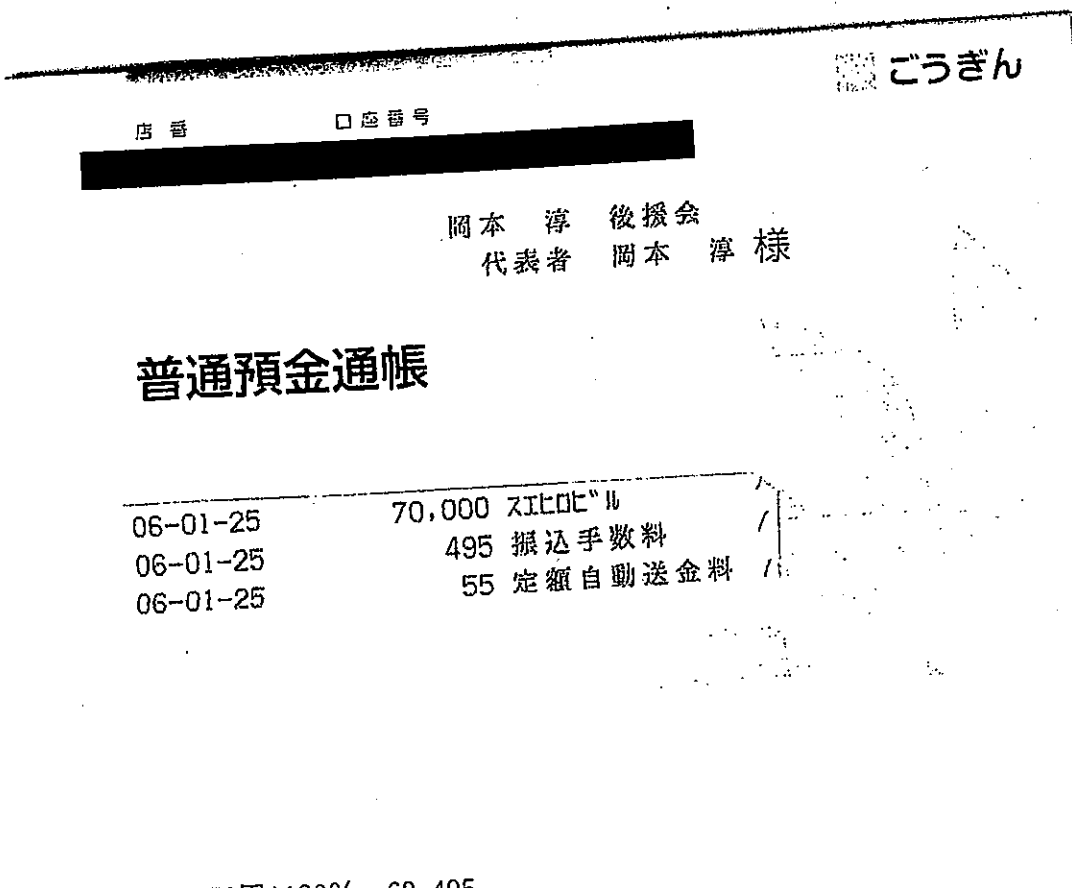 ごうぎん
店番 口座番号
岡本 淳 後援会
代表者 岡本 淳 様
普通預金通帳
06-01-25 70,000 スエヒロビル
06-01-25 495 振込手数料
06-01-25 55 定額自動送金料